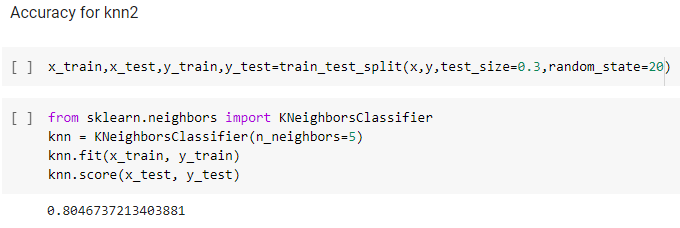 Accuracy for knn2
[ ] x_train,x_test,y_train,y_test=train_test_split(x,y,test_size=0.3,random_state=20)
[ ] from sklearn.neighbors import KNeighborsClassifier
knn = KNeighborsClassifier(n_neighbors=5)
knn.fit(x_train, y_train)
knn.score(x_test, y_test)
0.8046737213403881